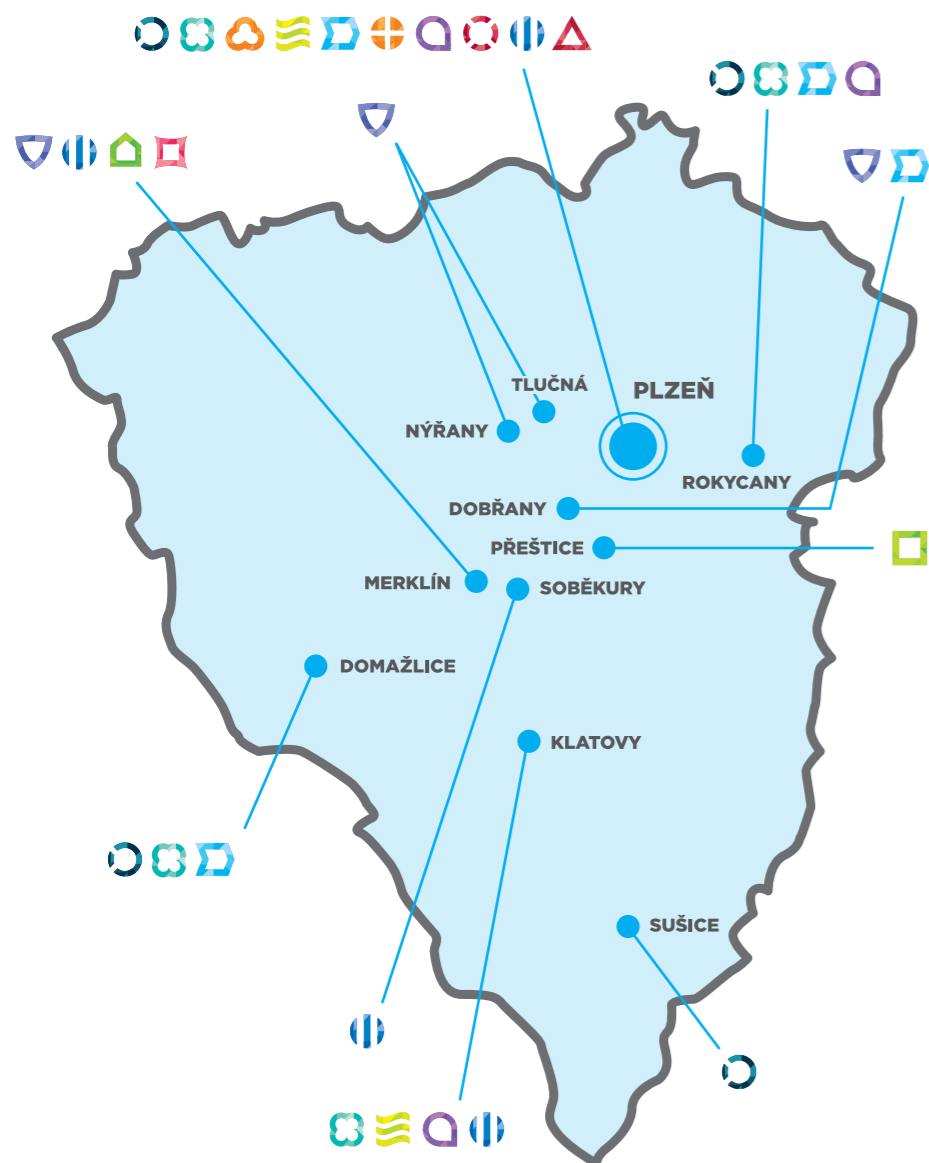 TLUČNÁ
PLZEŇ
NÝŘANY
ROKYCANY
DOBŘANY
PŘEŠTICE
MERKLÍN
SOBĚKURY
DOMAŽLICE
KLATOVY
SUŠICE